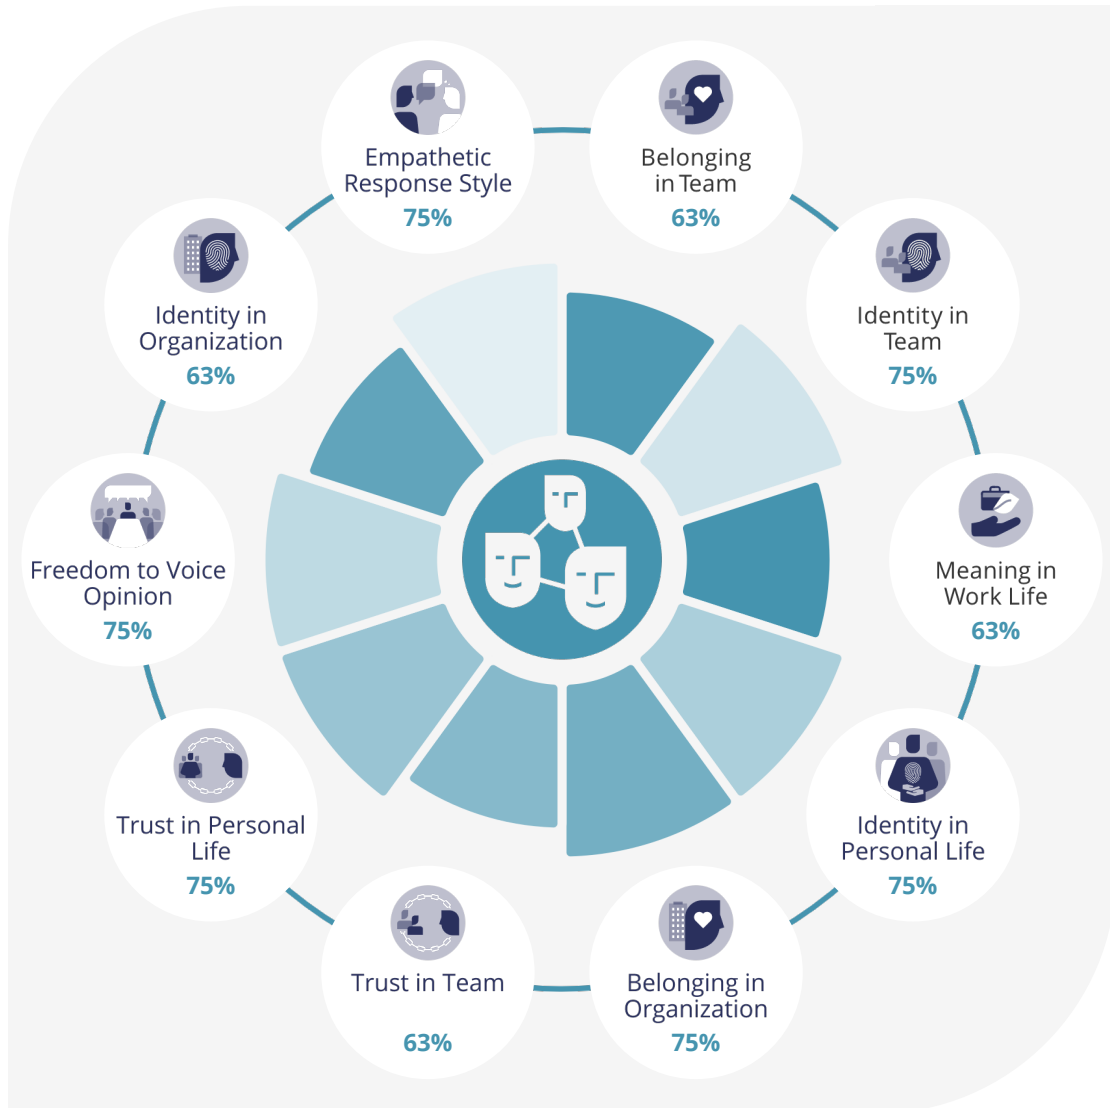 Empathetic
Response Style
75%
Belonging
in Team
63%
Identity in
Organization
63%
Identity in
Team
75%
Freedom to Voice
Opinion
75%
Meaning in
Work Life
63%
Trust in Personal
Life
75%
Identity in
Personal Life
75%
Trust in Team
63%
Belonging in
Organization
75%